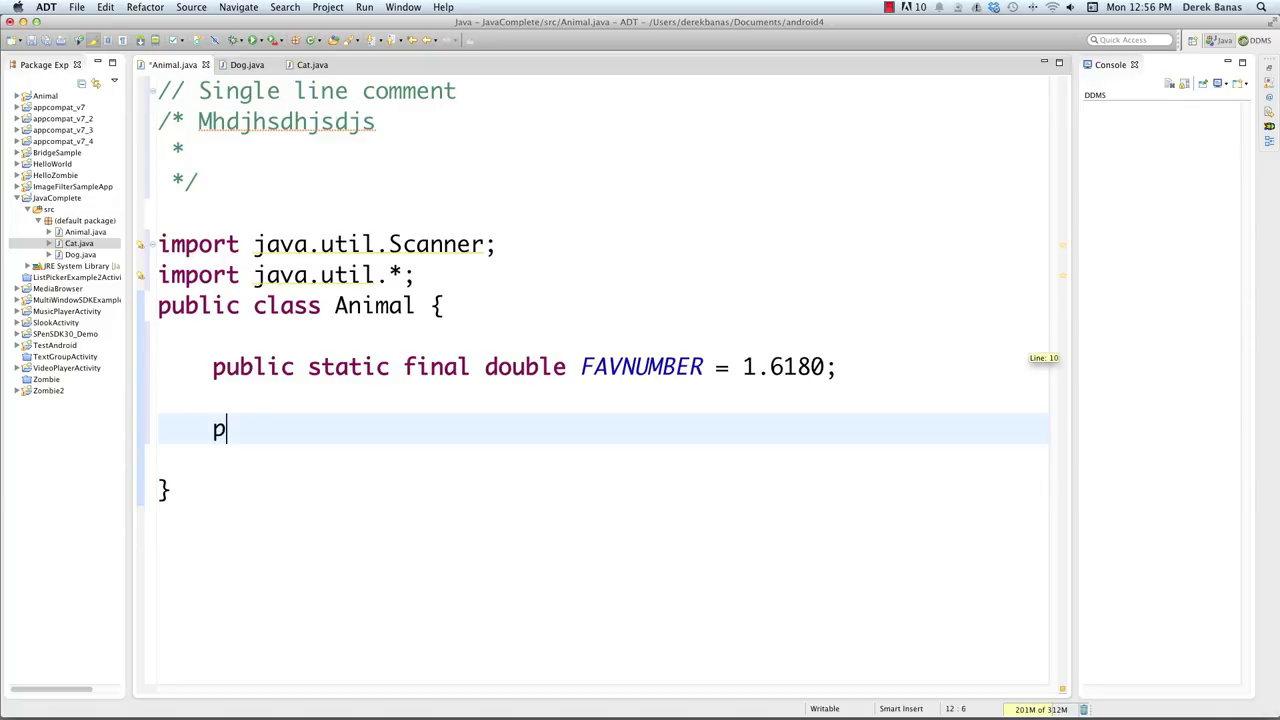 ADT File Edit Refactor Source Navigate Search Project Run Window Help 10 Mon 12:56 PM Derek Banas
Java – JavaComplete/src/Animal.java – ADT – /Users/derekbanas/Documents/android4
Quick Access Java DDMS
Package Exp
*Animal.java Dog.java Cat.java
Console
DDMS
Animal
appcompat_v7
appcompat_v7_2
appcompat_v7_3
appcompat_v7_4
BridgeSample
HelloWorld
HelloZombie
ImageFilterSampleApp
JavaComplete
src
(default package)
Animal.java
Cat.java
Dog.java
JRE System Library [Ja
ListPickerExample2Activi
MediaBrowser
MultiWindowSDKExample
MusicPlayerActivity
SlookActivity
SPenSDK30_Demo
TestAndroid
TextGroupActivity
VideoPlayerActivity
Zombie
Zombie2
// Single line comment
/* Mhdjhsdhjsdjs
*
*/
import java.util.Scanner;
import java.util.*;
public class Animal {
public static final double FAVNUMBER = 1.6180;
Line: 10
p
}
Writable Smart Insert 12 : 6 201M of 312M